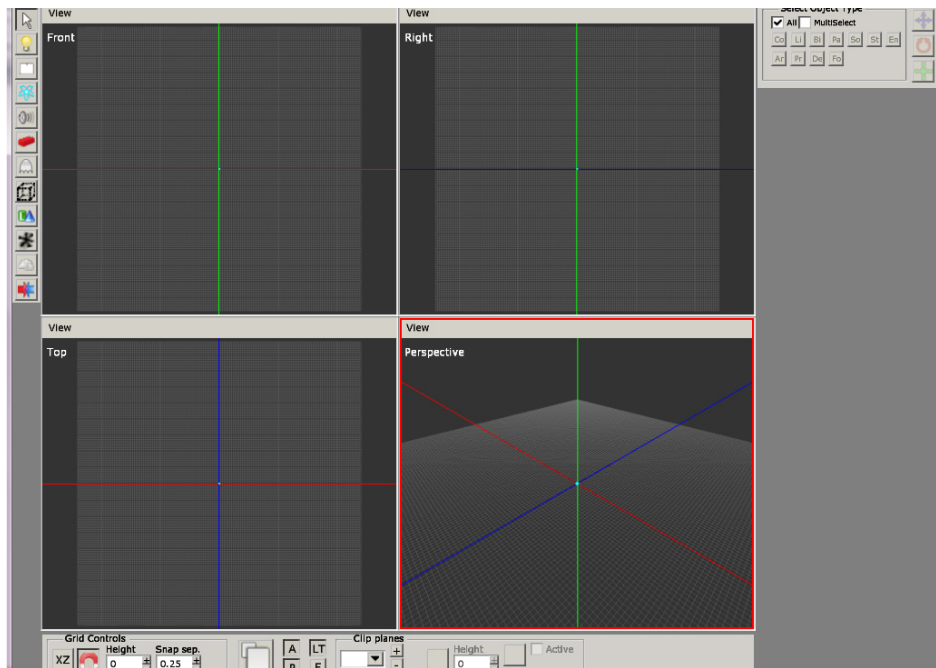 View
View
Select Object Type
Front
Right
All MultiSelect
Co Li Bi Pa So St En
Ar Pr De Fo
View
View
Top
Perspective
Grid Controls
Clip planes
Height Snap sep.
A LT
Height
Active
XZ
0
0.25
0